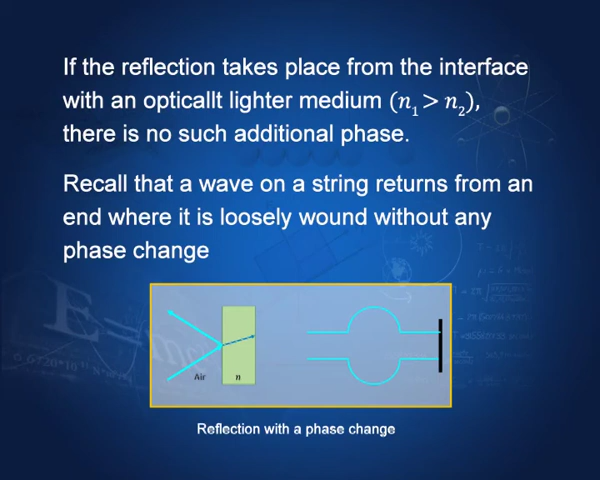 If the reflection takes place from the interface
with an opticallt lighter medium (n₁ > n₂),
there is no such additional phase.
Recall that a wave on a string returns from an
end where it is loosely wound without any
phase change
Air
n
Reflection with a phase change